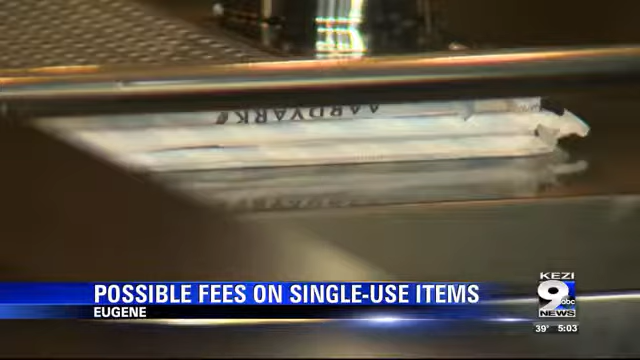 AARDVARK®
POSSIBLE FEES ON SINGLE-USE ITEMS
EUGENE
KEZI
9
abc
NEWS
39° 5:03